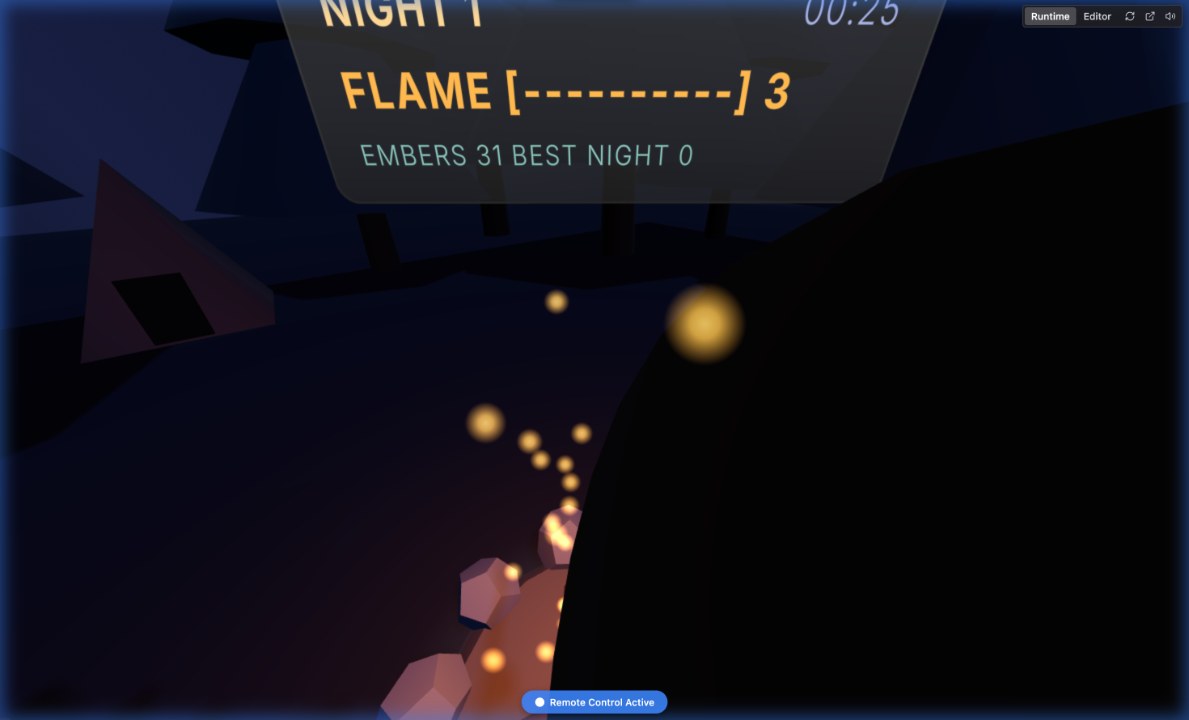 NIGHT 1 00:25
Runtime Editor
FLAME [----------] 3
EMBERS 31 BEST NIGHT 0
Remote Control Active